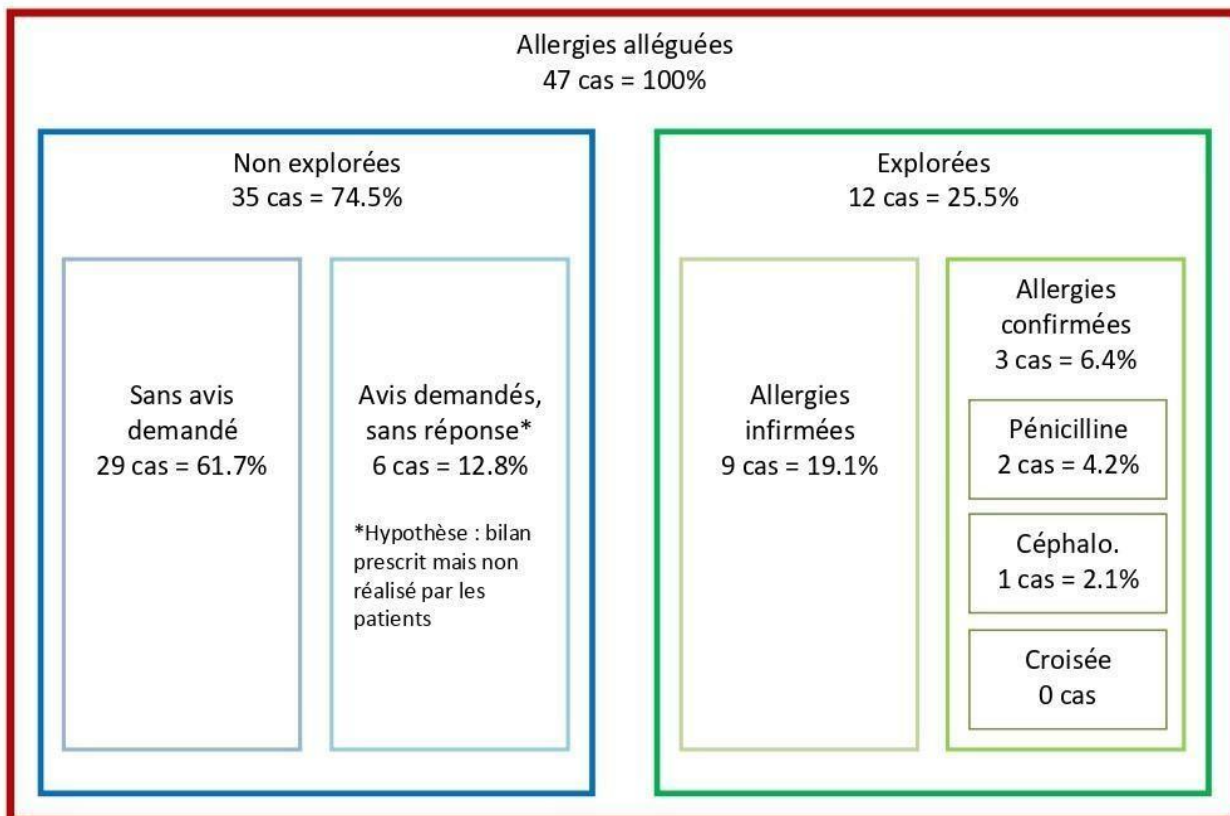 Allergies alléguées
47 cas = 100%
Non explorées
35 cas = 74.5%
Sans avis
demandé
29 cas = 61.7%
Avis demandés,
sans réponse*
6 cas = 12.8%
*Hypothèse : bilan
prescrit mais non
réalisé par les
patients
Explorées
12 cas = 25.5%
Allergies
infirmées
9 cas = 19.1%
Allergies
confirmées
3 cas = 6.4%
Pénicilline
2 cas = 4.2%
Céphalo.
1 cas = 2.1%
Croisée
0 cas